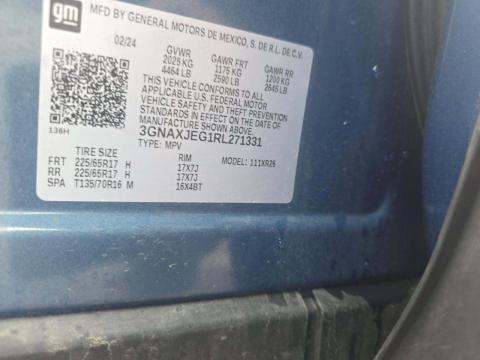 gm
MFD BY GENERAL MOTORS DE MEXICO, S. DE R.L. DE C.V.
02/24 GVWR GAWR FRT GAWR RR
2025 KG 1175 KG 1200 KG
4464 LB 2590 LB 2645 LB
THIS VEHICLE CONFORMS TO ALL
APPLICABLE U.S. FEDERAL MOTOR
VEHICLE SAFETY, BUMPER, AND THEFT
PREVENTION STANDARDS IN
EFFECT ON THE DATE OF
MANUFACTURE SHOWN ABOVE.
136H 3GNAXJEG1RL271331
TYPE: MPV
TIRE SIZE RIM MODEL: 111XR26
FRT 225/65R17 H 17X7J
RR 225/65R17 H 17X7J
SPA T135/70R16 M 16X4BT